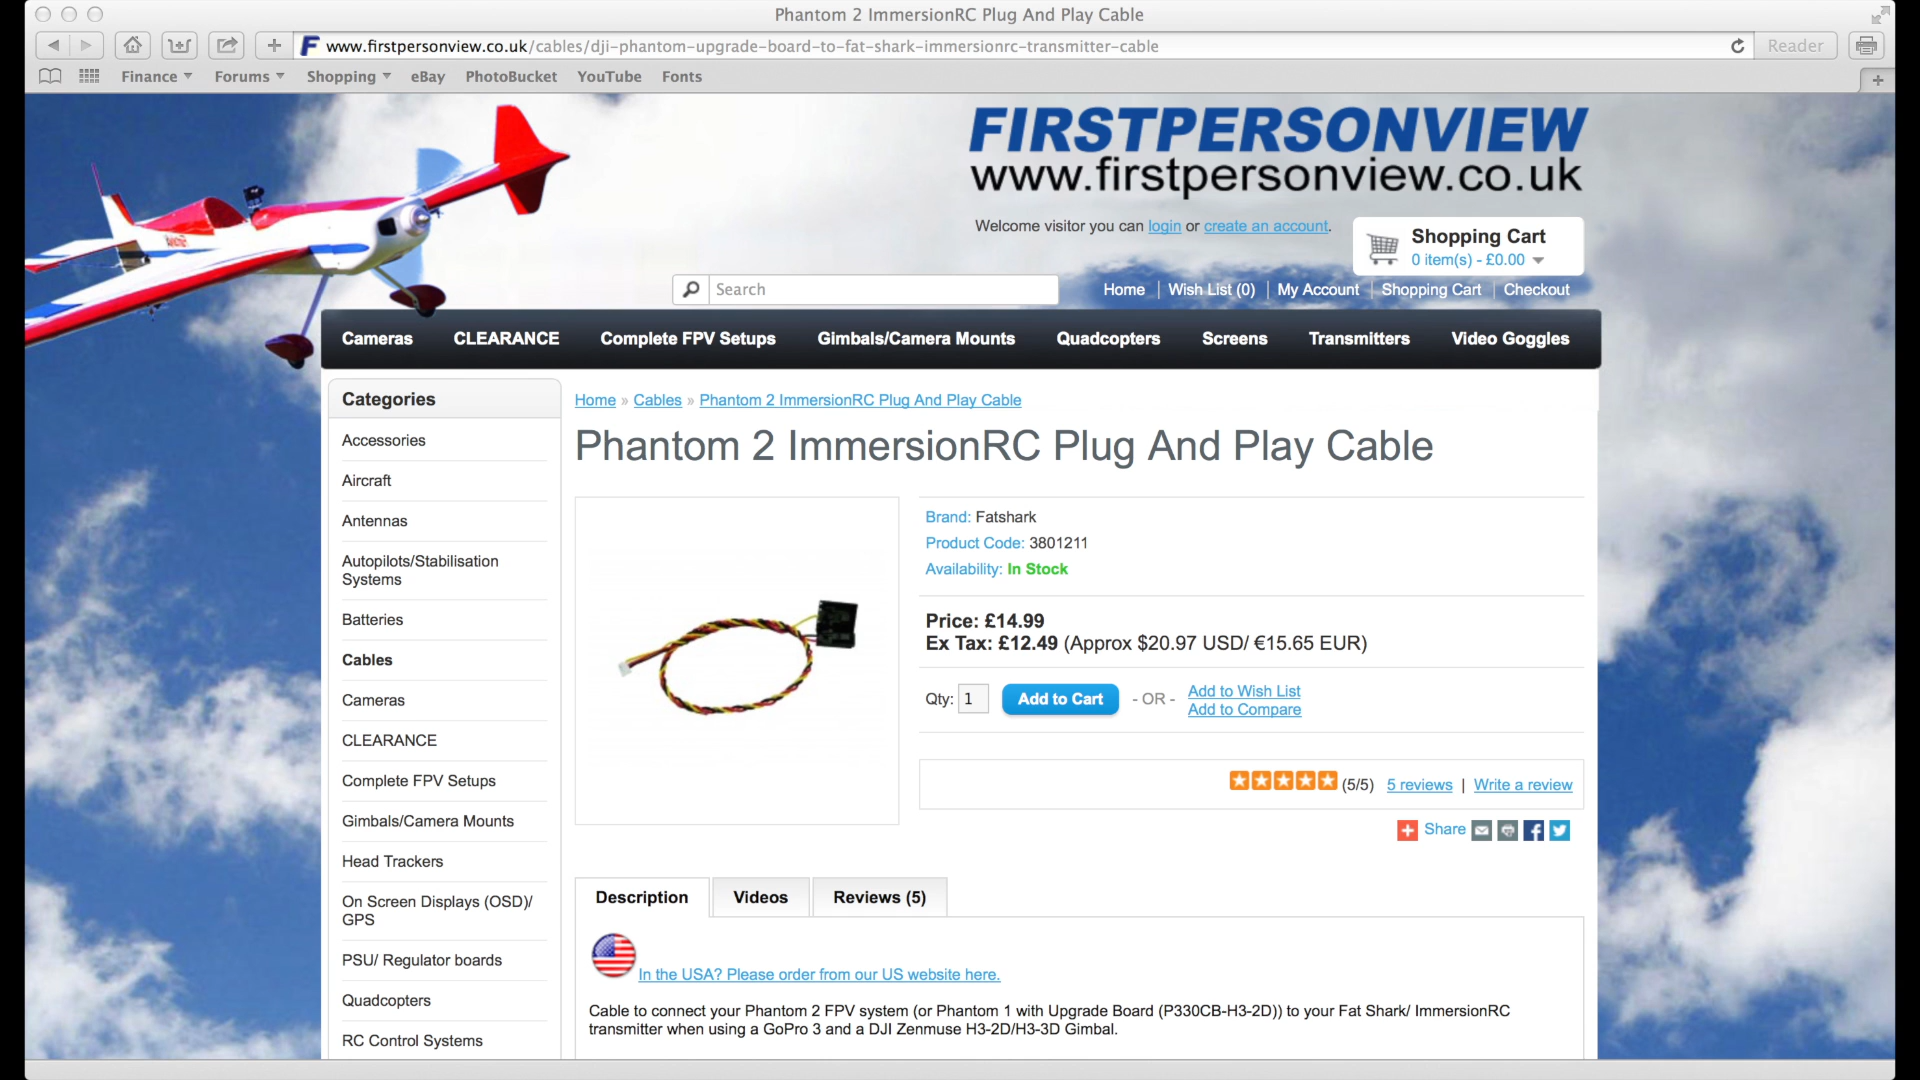 Phantom 2 ImmersionRC Plug And Play Cable
www.firstpersonview.co.uk/cables/dji-phantom-upgrade-board-to-fat-shark-immersionrc-transmitter-cable
Reader
Finance Forums Shopping eBay PhotoBucket YouTube Fonts
FIRSTPERSONVIEW
www.firstpersonview.co.uk
Welcome visitor you can login or create an account.
Shopping Cart
0 item(s) - £0.00
Search
Home Wish List (0) My Account Shopping Cart Checkout
Cameras CLEARANCE Complete FPV Setups Gimbals/Camera Mounts Quadcopters Screens Transmitters Video Goggles
Categories
Accessories
Aircraft
Antennas
Autopilots/Stabilisation
Systems
Batteries
Cables
Cameras
CLEARANCE
Complete FPV Setups
Gimbals/Camera Mounts
Head Trackers
On Screen Displays (OSD)/
GPS
PSU/ Regulator boards
Quadcopters
RC Control Systems
Home » Cables » Phantom 2 ImmersionRC Plug And Play Cable
Phantom 2 ImmersionRC Plug And Play Cable
Brand: Fatshark
Product Code: 3801211
Availability: In Stock
Price: £14.99
Ex Tax: £12.49 (Approx $20.97 USD/ €15.65 EUR)
Qty: 1 Add to Cart - OR - Add to Wish List
Add to Compare
(5/5) 5 reviews | Write a review
Share
Description Videos Reviews (5)
In the USA? Please order from our US website here.
Cable to connect your Phantom 2 FPV system (or Phantom 1 with Upgrade Board (P330CB-H3-2D)) to your Fat Shark/ ImmersionRC
transmitter when using a GoPro 3 and a DJI Zenmuse H3-2D/H3-3D Gimbal.